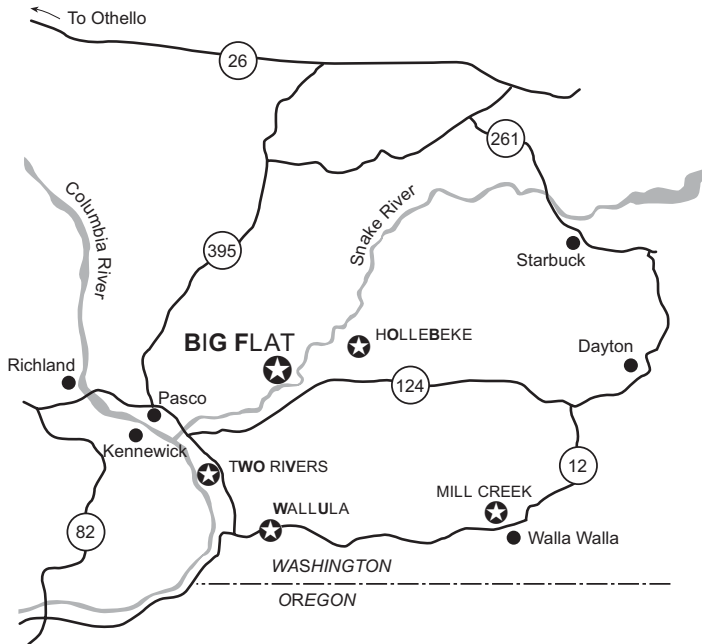 To Othello
26
261
Columbia River
Snake River
395
Starbuck
BIG FLAT
HOLLEBEKE
Richland
Dayton
124
Pasco
Kennewick
TWO RIVERS
12
WALLULA
MILL CREEK
82
Walla Walla
WASHINGTON
OREGON